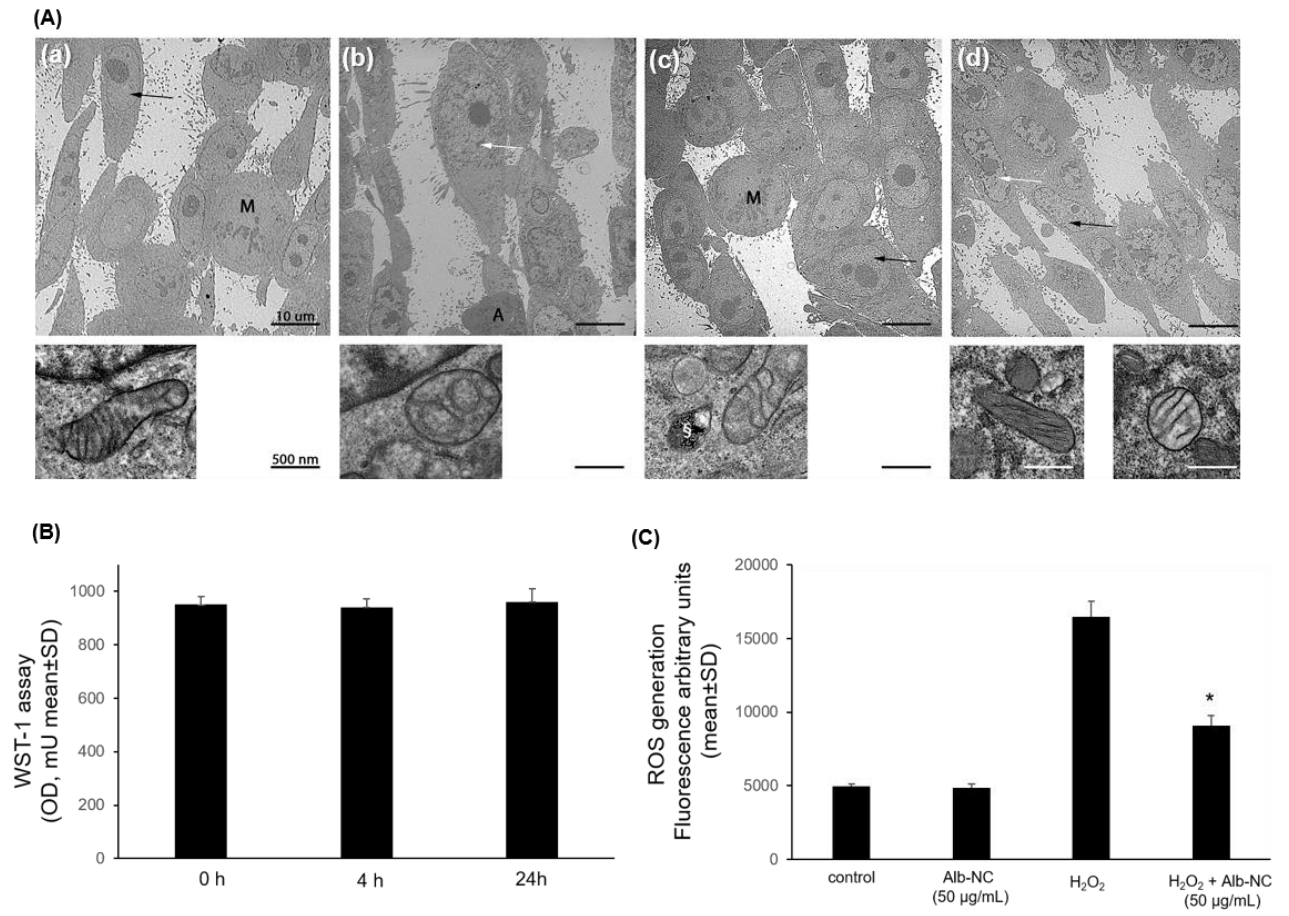 (A)
(a)
(b)
(c)
(d)
M
M
A
10 um
§
500 nm
(B)
(C)
WST-1 assay
(OD, mU mean±SD)
1000
800
600
400
200
0
0 h
4 h
24h
ROS generation
Fluorescence arbitrary units
(mean±SD)
20000
15000
10000
5000
0
*
control
Alb-NC
(50 µg/mL)
H₂O₂
H₂O₂ + Alb-NC
(50 µg/mL)